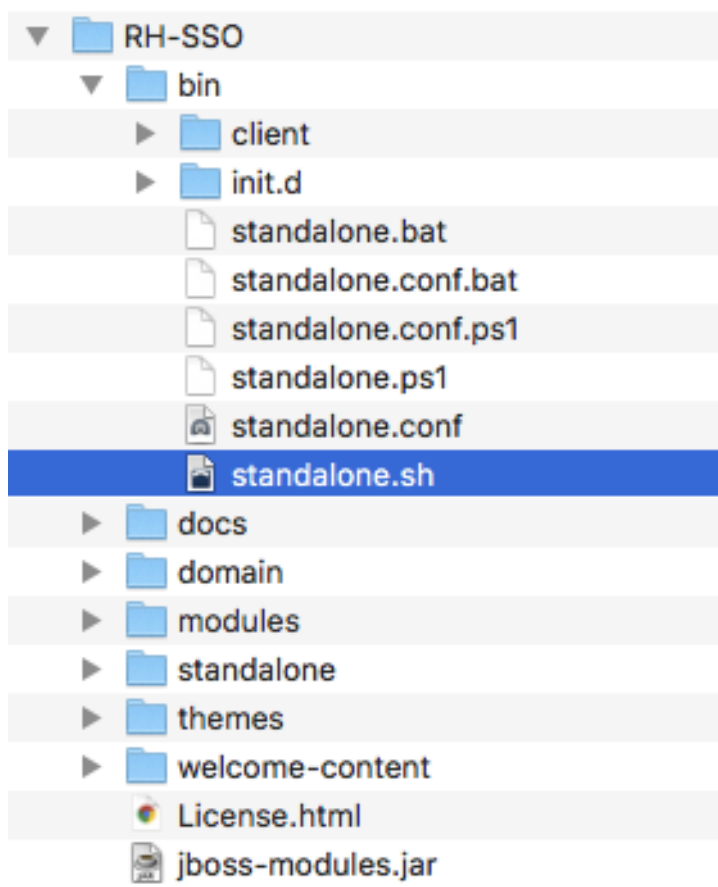 RH-SSO
bin
client
init.d
standalone.bat
standalone.conf.bat
standalone.conf.ps1
standalone.ps1
standalone.conf
standalone.sh
docs
domain
modules
standalone
themes
welcome-content
License.html
jboss-modules.jar